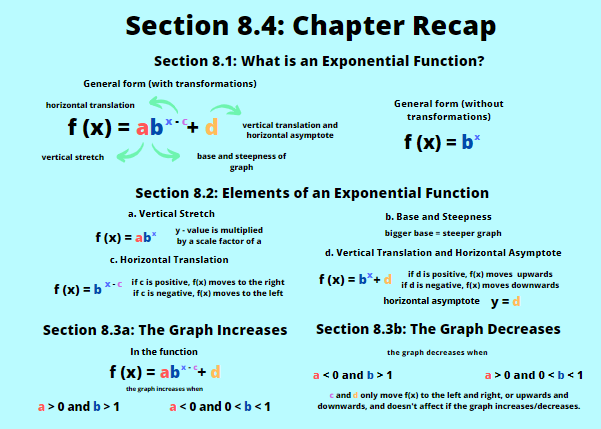 Section 8.4: Chapter Recap
Section 8.1: What is an Exponential Function?
General form (with transformations)
horizontal translation
f (x) = ab^x - c + d
vertical translation and
horizontal asymptote
vertical stretch
base and steepness of
graph
General form (without
transformations)
f (x) = b^x
Section 8.2: Elements of an Exponential Function
a. Vertical Stretch
f (x) = ab^x
y - value is multiplied
by a scale factor of a
b. Base and Steepness
bigger base = steeper graph
c. Horizontal Translation
f (x) = b^x - c
if c is positive, f(x) moves to the right
if c is negative, f(x) moves to the left
d. Vertical Translation and Horizontal Asymptote
f (x) = b^x + d
if d is positive, f(x) moves upwards
if d is negative, f(x) moves downwards
horizontal asymptote y = d
Section 8.3a: The Graph Increases
In the function
f (x) = ab^x - c + d
the graph increases when
a > 0 and b > 1
a < 0 and 0 < b < 1
Section 8.3b: The Graph Decreases
the graph decreases when
a < 0 and b > 1
a > 0 and 0 < b < 1
c and d only move f(x) to the left and right, or upwards and
downwards, and doesn't affect if the graph increases/decreases.